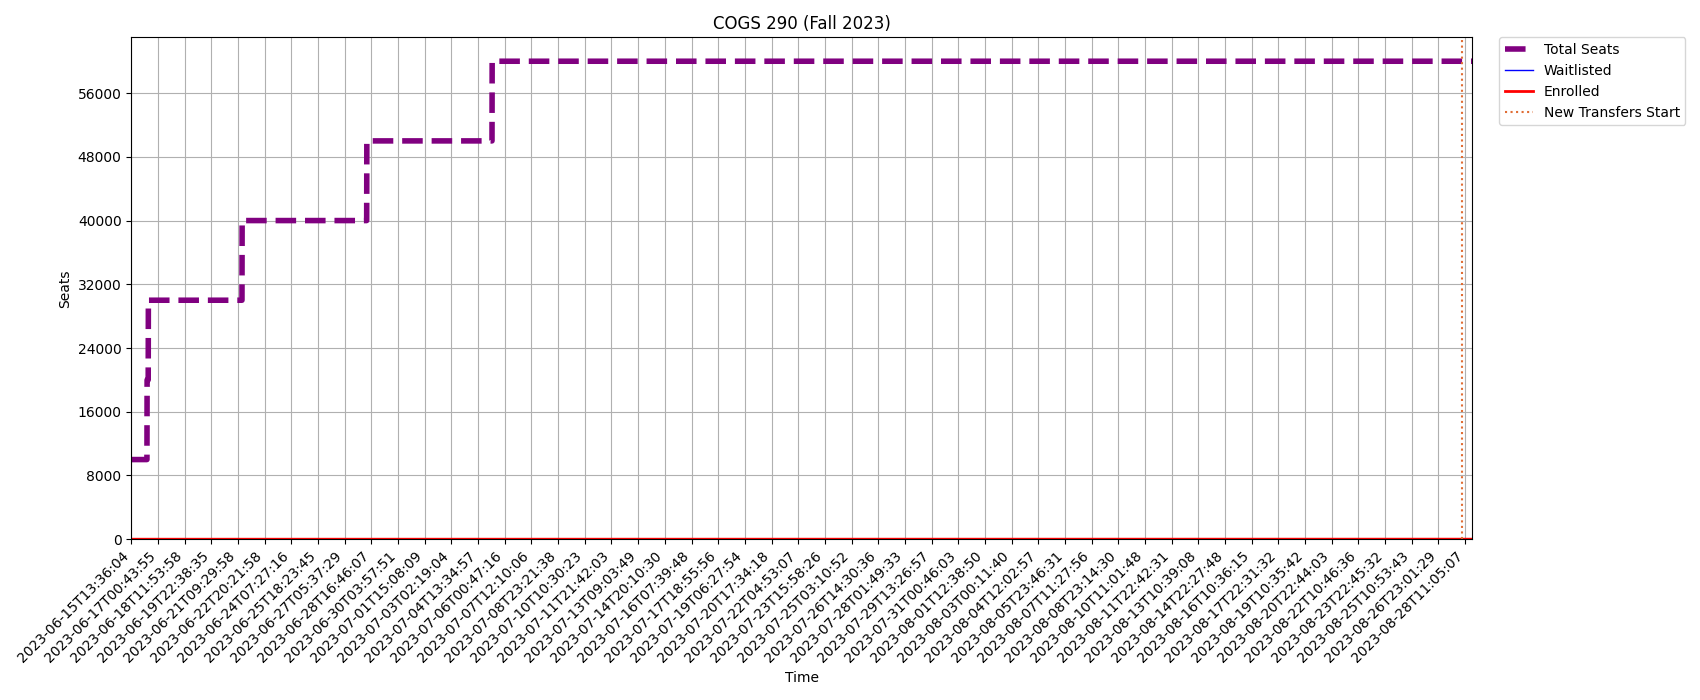 COGS 290 (Fall 2023)
Total Seats
Waitlisted
Enrolled
New Transfers Start
Seats
56000
48000
40000
32000
24000
16000
8000
0
2023-06-15T13:36:04
2023-06-17T00:43:55
2023-06-18T11:53:58
2023-06-19T22:38:35
2023-06-21T09:29:58
2023-06-22T20:21:58
2023-06-24T07:27:16
2023-06-25T18:23:45
2023-06-27T05:37:29
2023-06-28T16:46:07
2023-06-30T03:57:51
2023-07-01T15:08:09
2023-07-03T02:19:04
2023-07-04T13:34:57
2023-07-06T00:47:16
2023-07-07T12:10:06
2023-07-08T23:21:38
2023-07-10T10:30:23
2023-07-11T21:42:03
2023-07-13T09:03:49
2023-07-14T20:10:30
2023-07-16T07:39:48
2023-07-17T18:55:56
2023-07-19T06:27:54
2023-07-20T17:34:18
2023-07-22T04:53:07
2023-07-23T15:58:26
2023-07-25T03:10:52
2023-07-26T14:30:36
2023-07-28T01:49:33
2023-07-29T13:26:57
2023-07-31T00:46:03
2023-08-01T12:38:50
2023-08-03T00:11:40
2023-08-04T12:02:57
2023-08-05T23:46:31
2023-08-07T11:27:56
2023-08-08T23:14:30
2023-08-10T11:01:48
2023-08-11T22:42:31
2023-08-13T10:39:08
2023-08-14T22:27:48
2023-08-16T10:36:15
2023-08-17T22:31:32
2023-08-19T10:35:42
2023-08-20T22:44:03
2023-08-22T10:46:36
2023-08-23T22:45:32
2023-08-25T10:53:43
2023-08-26T23:01:29
2023-08-28T11:05:07
Time